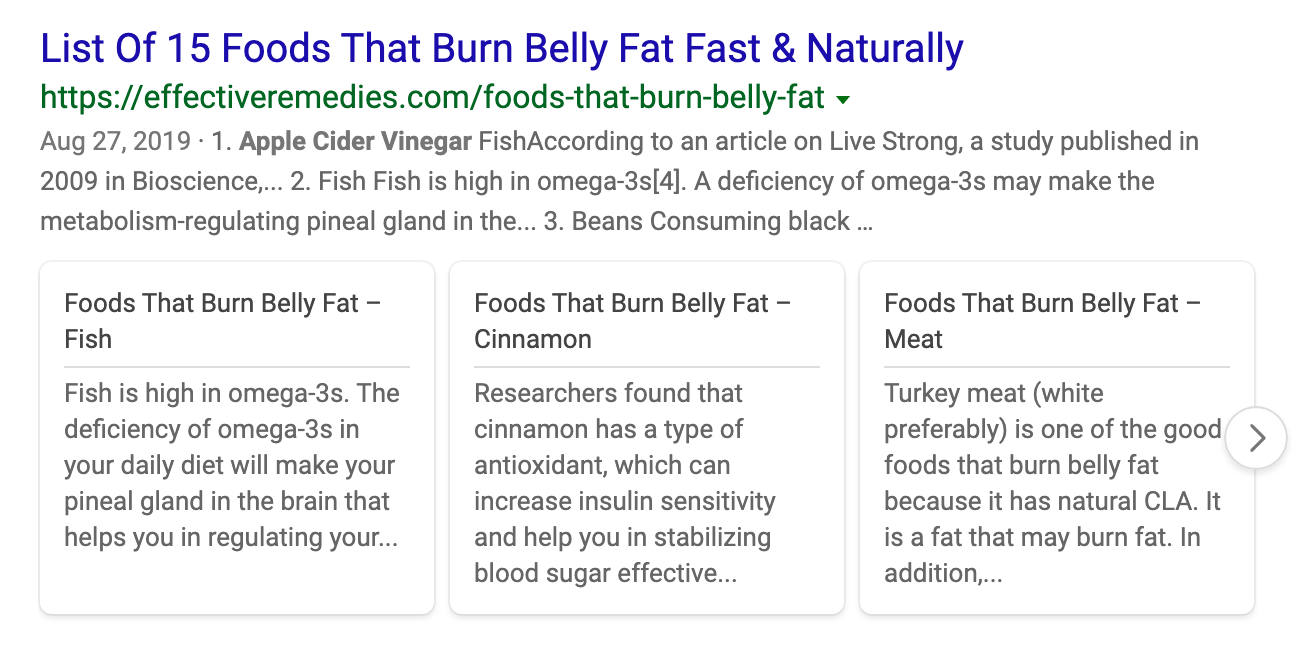 List Of 15 Foods That Burn Belly Fat Fast & Naturally
https://effectiveremedies.com/foods-that-burn-belly-fat
Aug 27, 2019 · 1. Apple Cider Vinegar FishAccording to an article on Live Strong, a study published in
2009 in Bioscience,... 2. Fish Fish is high in omega-3s[4]. A deficiency of omega-3s may make the
metabolism-regulating pineal gland in the... 3. Beans Consuming black …
Foods That Burn Belly Fat –
Fish
Fish is high in omega-3s. The
deficiency of omega-3s in
your daily diet will make your
pineal gland in the brain that
helps you in regulating your...
Foods That Burn Belly Fat –
Cinnamon
Researchers found that
cinnamon has a type of
antioxidant, which can
increase insulin sensitivity
and help you in stabilizing
blood sugar effective...
Foods That Burn Belly Fat –
Meat
Turkey meat (white
preferably) is one of the good
foods that burn belly fat
because it has natural CLA. It
is a fat that may burn fat. In
addition,...